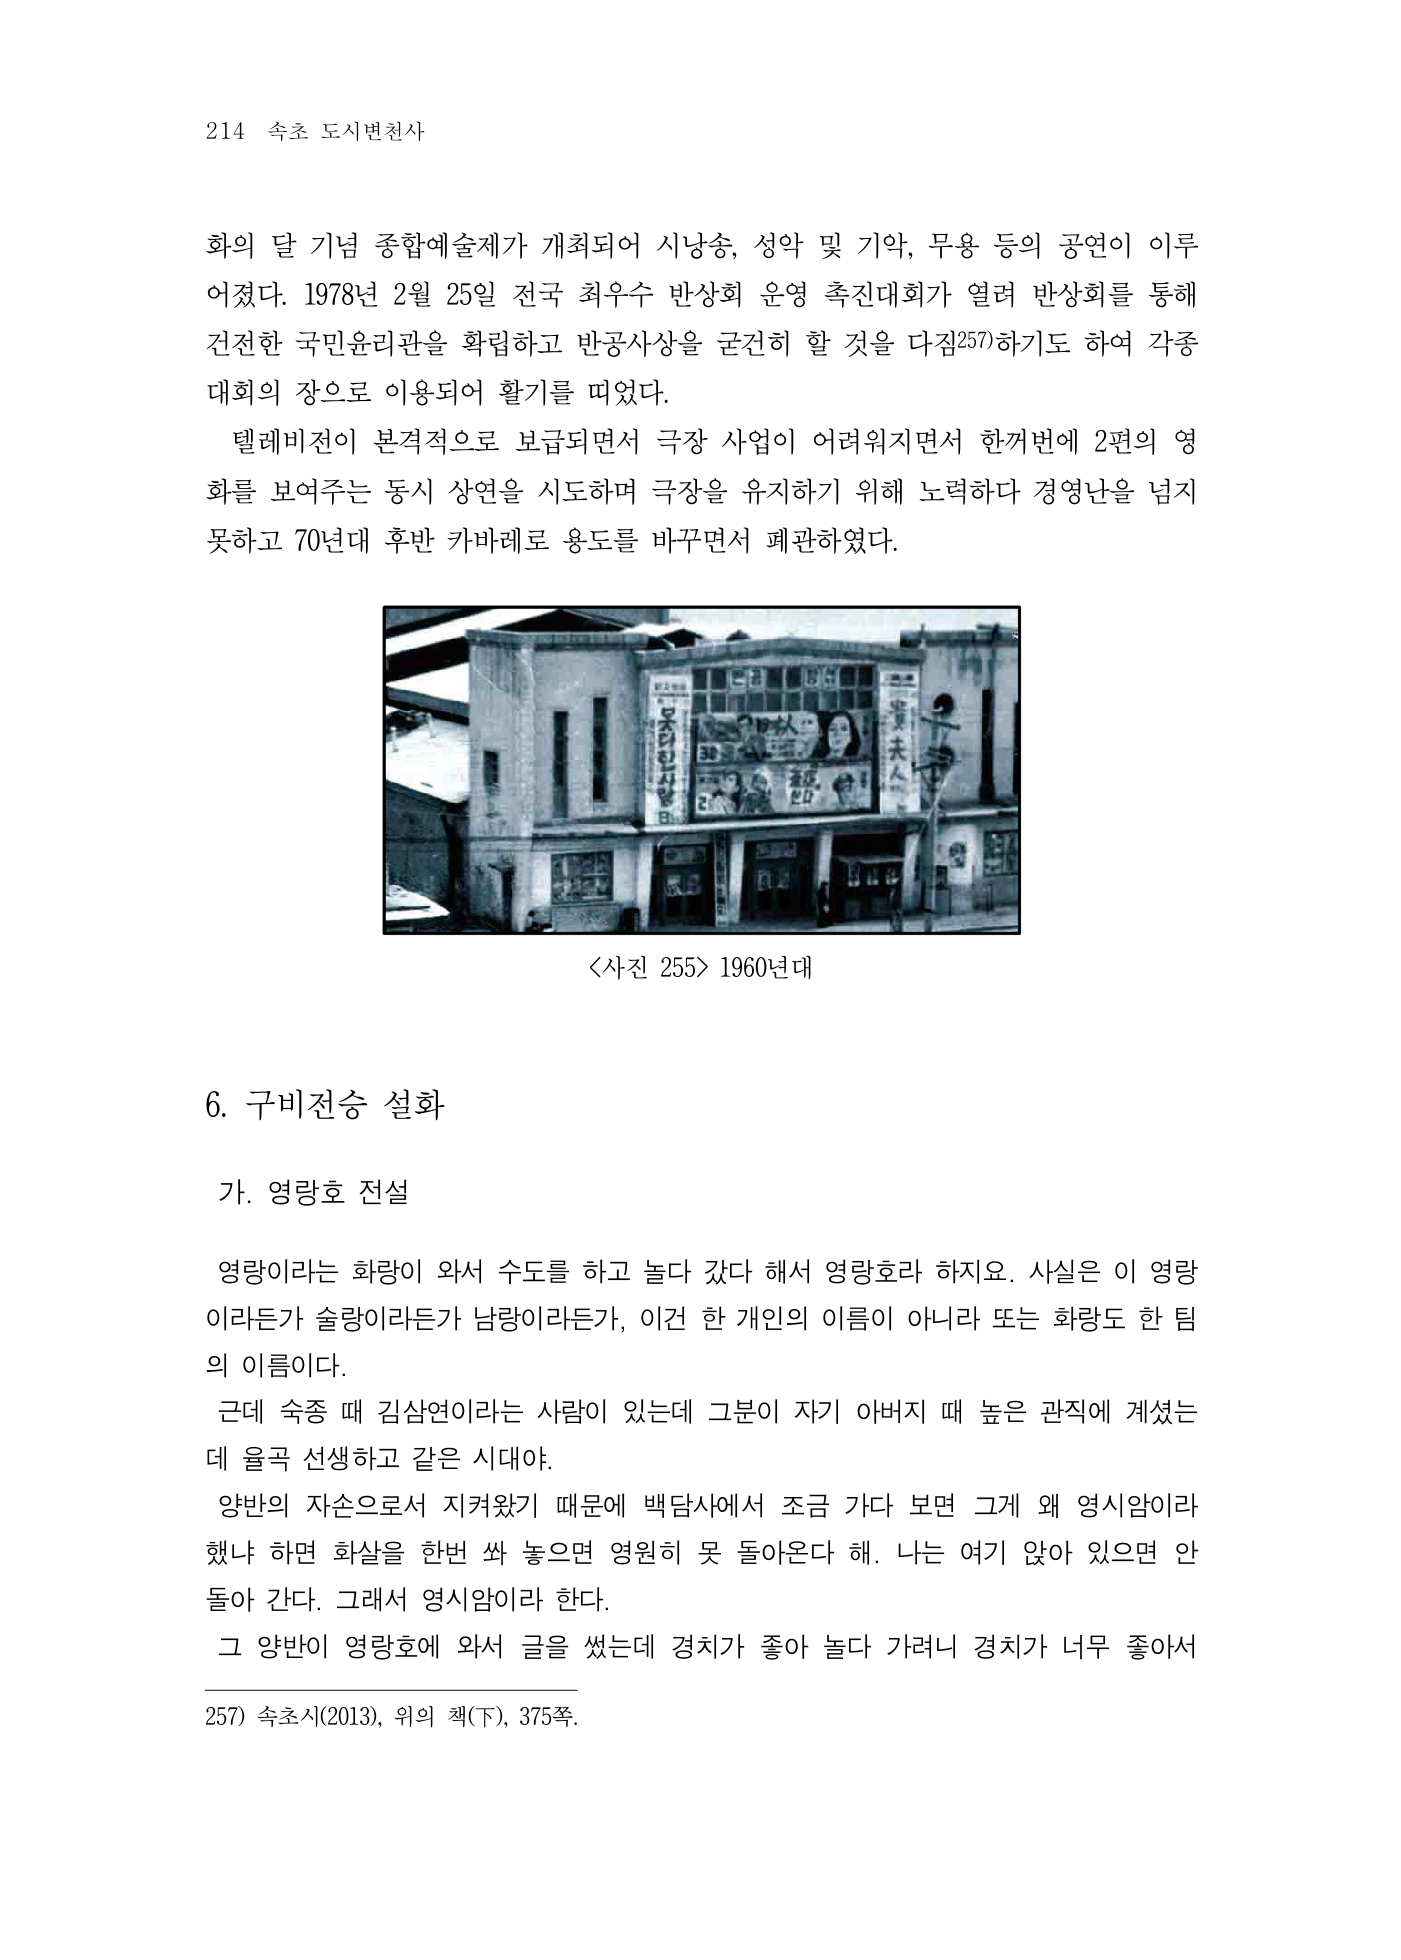 214 속초 도시변천사
화의 달 기념 종합예술제가 개최되어 시낭송, 성악 및 기악, 무용 등의 공연이 이루
어졌다. 1978년 2월 25일 전국 최우수 반상회 운영 촉진대회가 열려 반상회를 통해
건전한 국민윤리관을 확립하고 반공사상을 굳건히 할 것을 다짐257)하기도 하여 각종
대회의 장으로 이용되어 활기를 띠었다.
텔레비전이 본격적으로 보급되면서 극장 사업이 어려워지면서 한꺼번에 2편의 영
화를 보여주는 동시 상연을 시도하며 극장을 유지하기 위해 노력하다 경영난을 넘지
못하고 70년대 후반 카바레로 용도를 바꾸면서 폐관하였다.
못다한사랑
夫人
<사진 255> 1960년대
6. 구비전승 설화
가. 영랑호 전설
영랑이라는 화랑이 와서 수도를 하고 놀다 갔다 해서 영랑호라 하지요. 사실은 이 영랑
이라든가 술랑이라든가 남랑이라든가, 이건 한 개인의 이름이 아니라 또는 화랑도 한 팀
의 이름이다.
근데 숙종 때 김삼연이라는 사람이 있는데 그분이 자기 아버지 때 높은 관직에 계셨는
데 율곡 선생하고 같은 시대야.
양반의 자손으로서 지켜왔기 때문에 백담사에서 조금 가다 보면 그게 왜 영시암이라
했냐 하면 화살을 한번 쏴 놓으면 영원히 못 돌아온다 해. 나는 여기 앉아 있으면 안
돌아 간다. 그래서 영시암이라 한다.
그 양반이 영랑호에 와서 글을 썼는데 경치가 좋아 놀다 가려니 경치가 너무 좋아서
257) 속초시(2013), 위의 책(下), 375쪽.